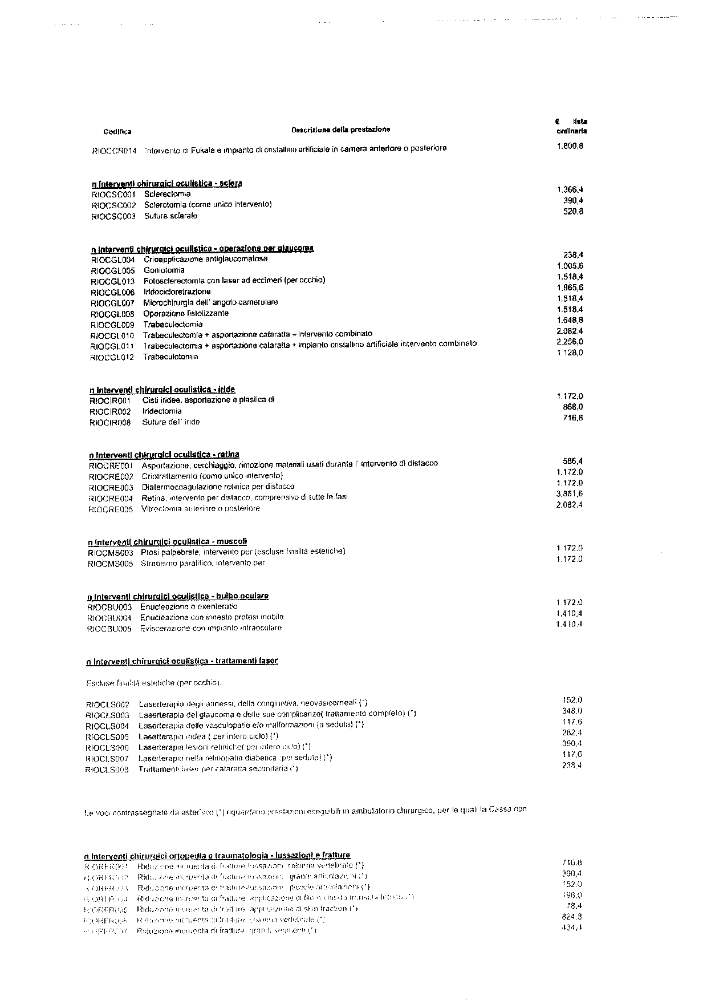 € lista
Codifica Descrizione della prestazione ordinaria
RIOCCR014 Intervento di Fukala e impianto di cristallino artificiale in camera anteriore o posteriore 1.800,8
n Interventi chirurgici oculistica - sclera
RIOCSC001 Sclerectomia 1.366,4
RIOCSC002 Sclerotomia (come unico intervento) 390,4
RIOCSC003 Sutura sclerale 520,8
n Interventi chirurgici oculistica - operazione per glaucoma
RIOCGL004 Crioapplicazione antiglaucomatosa 238,4
RIOCGL005 Goniotomia 1.005,6
RIOCGL013 Fotosclerectomia con laser ad eccimeri (per occhio) 1.518,4
RIOCGL006 Iridocicloretrazione 1.865,6
RIOCGL007 Microchirurgia dell' angolo camerulare 1.518,4
RIOCGL008 Operazione fistolizzante 1.518,4
RIOCGL009 Trabeculectomia 1.648,8
RIOCGL010 Trabeculectomia + asportazione cataratta – Intervento combinato 2.082,4
RIOCGL011 Trabeculectomia + asportazione cataratta + impianto cristallino artificiale intervento combinato 2.256,0
RIOCGL012 Trabeculotomia 1.128,0
n Interventi chirurgici oculistica - iride
RIOCIR001 Cisti iridee, asportazione e plastica di 1.172,0
RIOCIR002 Iridectomia 868,0
RIOCIR008 Sutura dell' iride 716,8
n Interventi chirurgici oculistica - retina
RIOCRE001 Asportazione, cerchiaggio, rimozione materiali usati durante l' intervento di distacco 586,4
RIOCRE002 Criotrattamento (come unico intervento) 1.172,0
RIOCRE003 Diatermocoagulazione retinica per distacco 1.172,0
RIOCRE004 Retina, intervento per distacco, comprensivo di tutte le fasi 3.861,6
RIOCRE005 Vitrectomia anteriore o posteriore 2.082,4
n Interventi chirurgici oculistica - muscoli
RIOCMS003 Ptosi palpebrale, intervento per (escluse finalità estetiche) 1.172,0
RIOCMS005 Strabismo paralitico, intervento per 1.172,0
n Interventi chirurgici oculistica - bulbo oculare
RIOCBU003 Enucleazione o exenteratio 1.172,0
RIOCBU004 Enucleazione con innesto protesi mobile 1.410,4
RIOCBU005 Eviscerazione con impianto intraoculare 1.410,4
n Interventi chirurgici oculistica - trattamenti laser
Escluse finalità estetiche (per occhio).
RIOCLS002 Laserterapia degli annessi, della congiuntiva, neovasicorneali (*) 152,0
RIOCLS003 Laserterapia del glaucoma e delle sue complicanze( trattamento completo) (*) 348,0
RIOCLS004 Laserterapia delle vasculopatie e/o malformazioni (a seduta) (*) 117,6
RIOCLS005 Laserterapia iridea ( per intero ciclo) (*) 282,4
RIOCLS006 Laserterapia lesioni retiniche( per intero ciclo) (*) 390,4
RIOCLS007 Laserterapia nella retinopatia diabetica (per seduta) (*) 117,6
RIOCLS008 Trattamenti laser per cataratta secondaria (*) 238,4
Le voci contrassegnate da asterisco (*) riguardano prestazioni eseguibili in ambulatorio chirurgico, per le quali la Cassa non
n Interventi chirurgici ortopedia e traumatologia - lussazioni e fratture
Riduzione incruenta di fratture lussazioni colonna vertebrale (*) 716,8
Riduzione incruenta di fratture lussazioni grandi articolazioni (*) 390,4
Riduzione incruenta di fratture lussazioni piccole articolazioni (*) 152,0
Riduzione incruenta di fratture applicazione di filo o chiodo transcheletrico (*) 196,0
Riduzione incruenta di fratture applicazione di skin traction (*) 78,4
Riduzione incruenta di fratture colonna vertebrale (*) 824,8
Riduzione incruenta di fratture grandi segmenti (*) 434,4